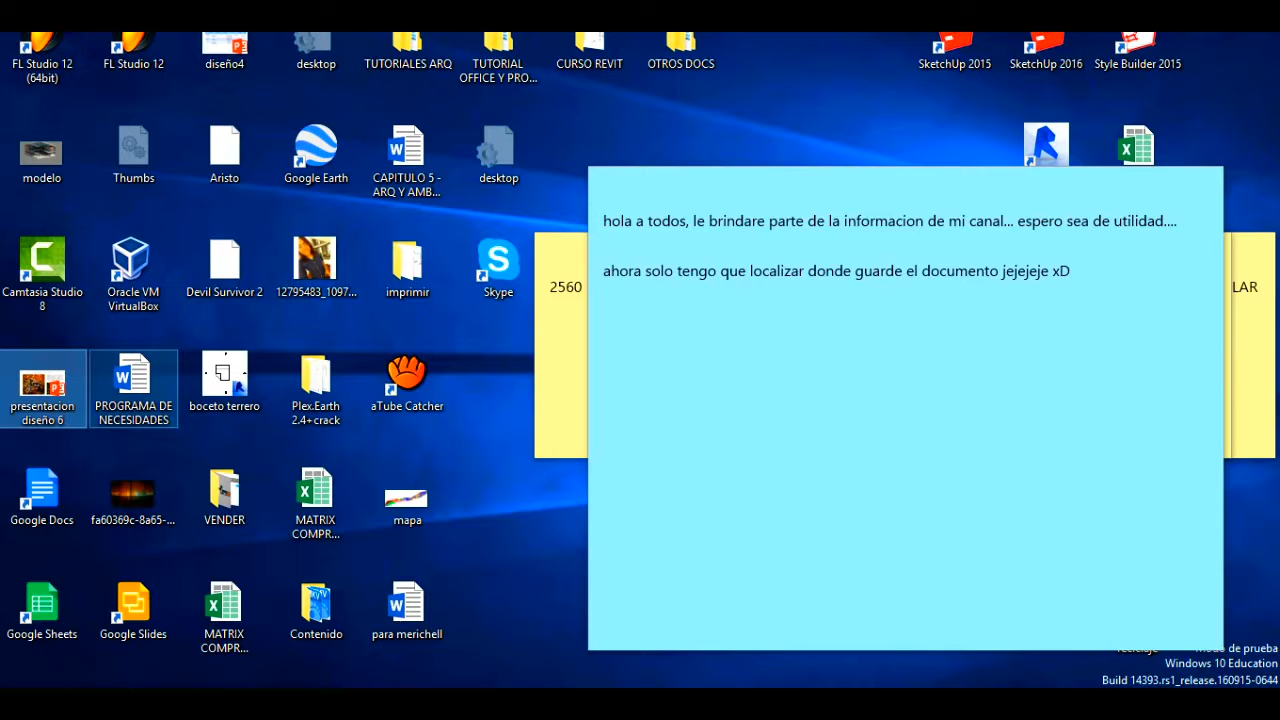 FL Studio 12
(64bit)
FL Studio 12
diseño4
desktop
TUTORIALES ARQ
TUTORIAL
OFFICE Y PRO...
CURSO REVIT
OTROS DOCS
SketchUp 2015
SketchUp 2016
Style Builder 2015
modelo
Thumbs
Aristo
Google Earth
CAPITULO 5 -
ARQ Y AMB...
desktop
hola a todos, le brindare parte de la informacion de mi canal... espero sea de utilidad....
ahora solo tengo que localizar donde guarde el documento jejejeje xD
2560
LAR
Camtasia Studio
8
Oracle VM
VirtualBox
Devil Survivor 2
12795483_1097...
imprimir
Skype
presentacion
diseño 6
PROGRAMA DE
NECESIDADES
boceto terrero
Plex.Earth
2.4+crack
aTube Catcher
Google Docs
fa60369c-8a65-...
VENDER
MATRIX
COMPR...
mapa
Google Sheets
Google Slides
MATRIX
COMPR...
Contenido
para merichell
de prueba
Windows 10 Education
Build 14393.rs1_release.160915-0644